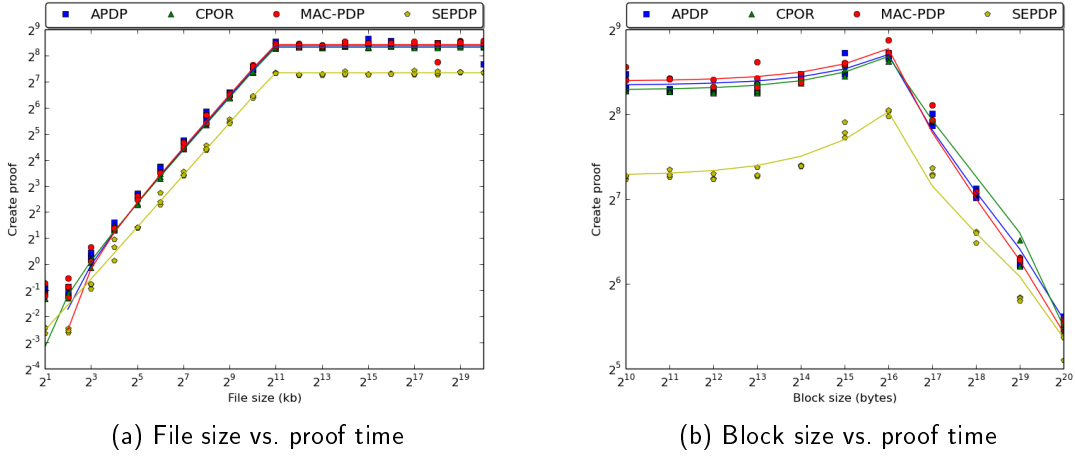 APDP CPOR MAC-PDP SEPDP
2^9
2^8
2^7
2^6
2^5
2^4
2^3
2^2
2^1
2^0
2^-1
2^-2
2^-3
2^-4
Create proof
2^1 2^3 2^5 2^7 2^9 2^11 2^13 2^15 2^17 2^19
File size (kb)
(a) File size vs. proof time
APDP CPOR MAC-PDP SEPDP
2^9
2^8
2^7
2^6
2^5
Create proof
2^10 2^11 2^12 2^13 2^14 2^15 2^16 2^17 2^18 2^19 2^20
Block size (bytes)
(b) Block size vs. proof time